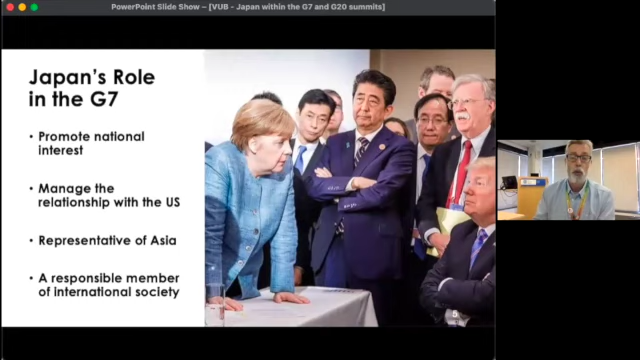 PowerPoint Slide Show – [VUB - Japan within the G7 and G20 summits]
Japan's Role
in the G7
• Promote national
interest
• Manage the
relationship with the US
• Representative of Asia
• A responsible member
of international society
5